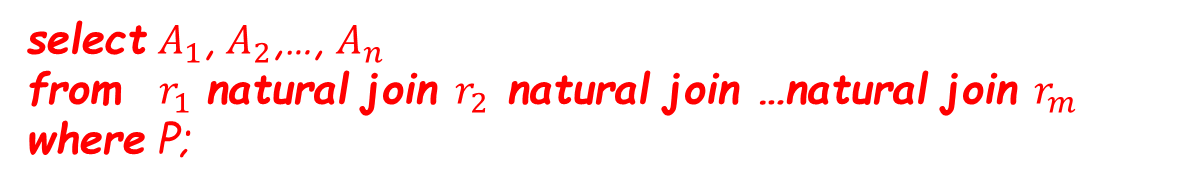 select A₁, A₂,..., Aₙ
from r₁ natural join r₂ natural join ...natural join rₘ
where P;